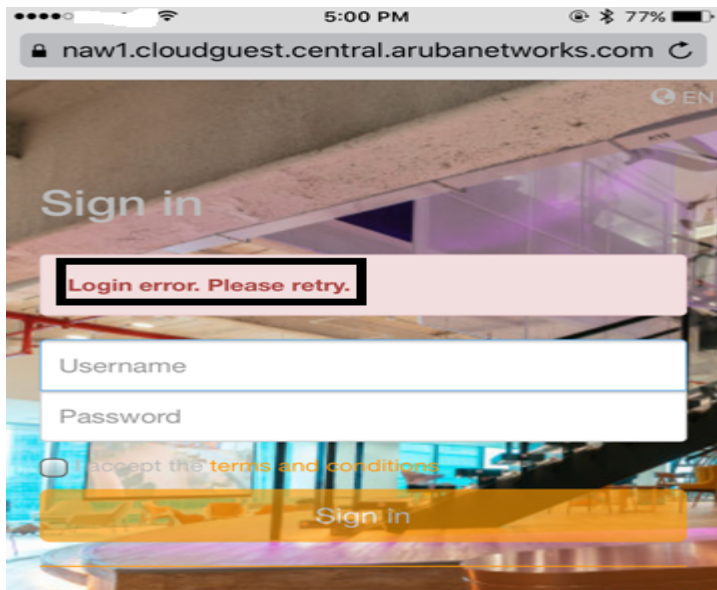 5:00 PM 77%
naw1.cloudguest.central.arubanetworks.com
EN
Sign in
Login error. Please retry.
Username
Password
I accept the terms and conditions
Sign in